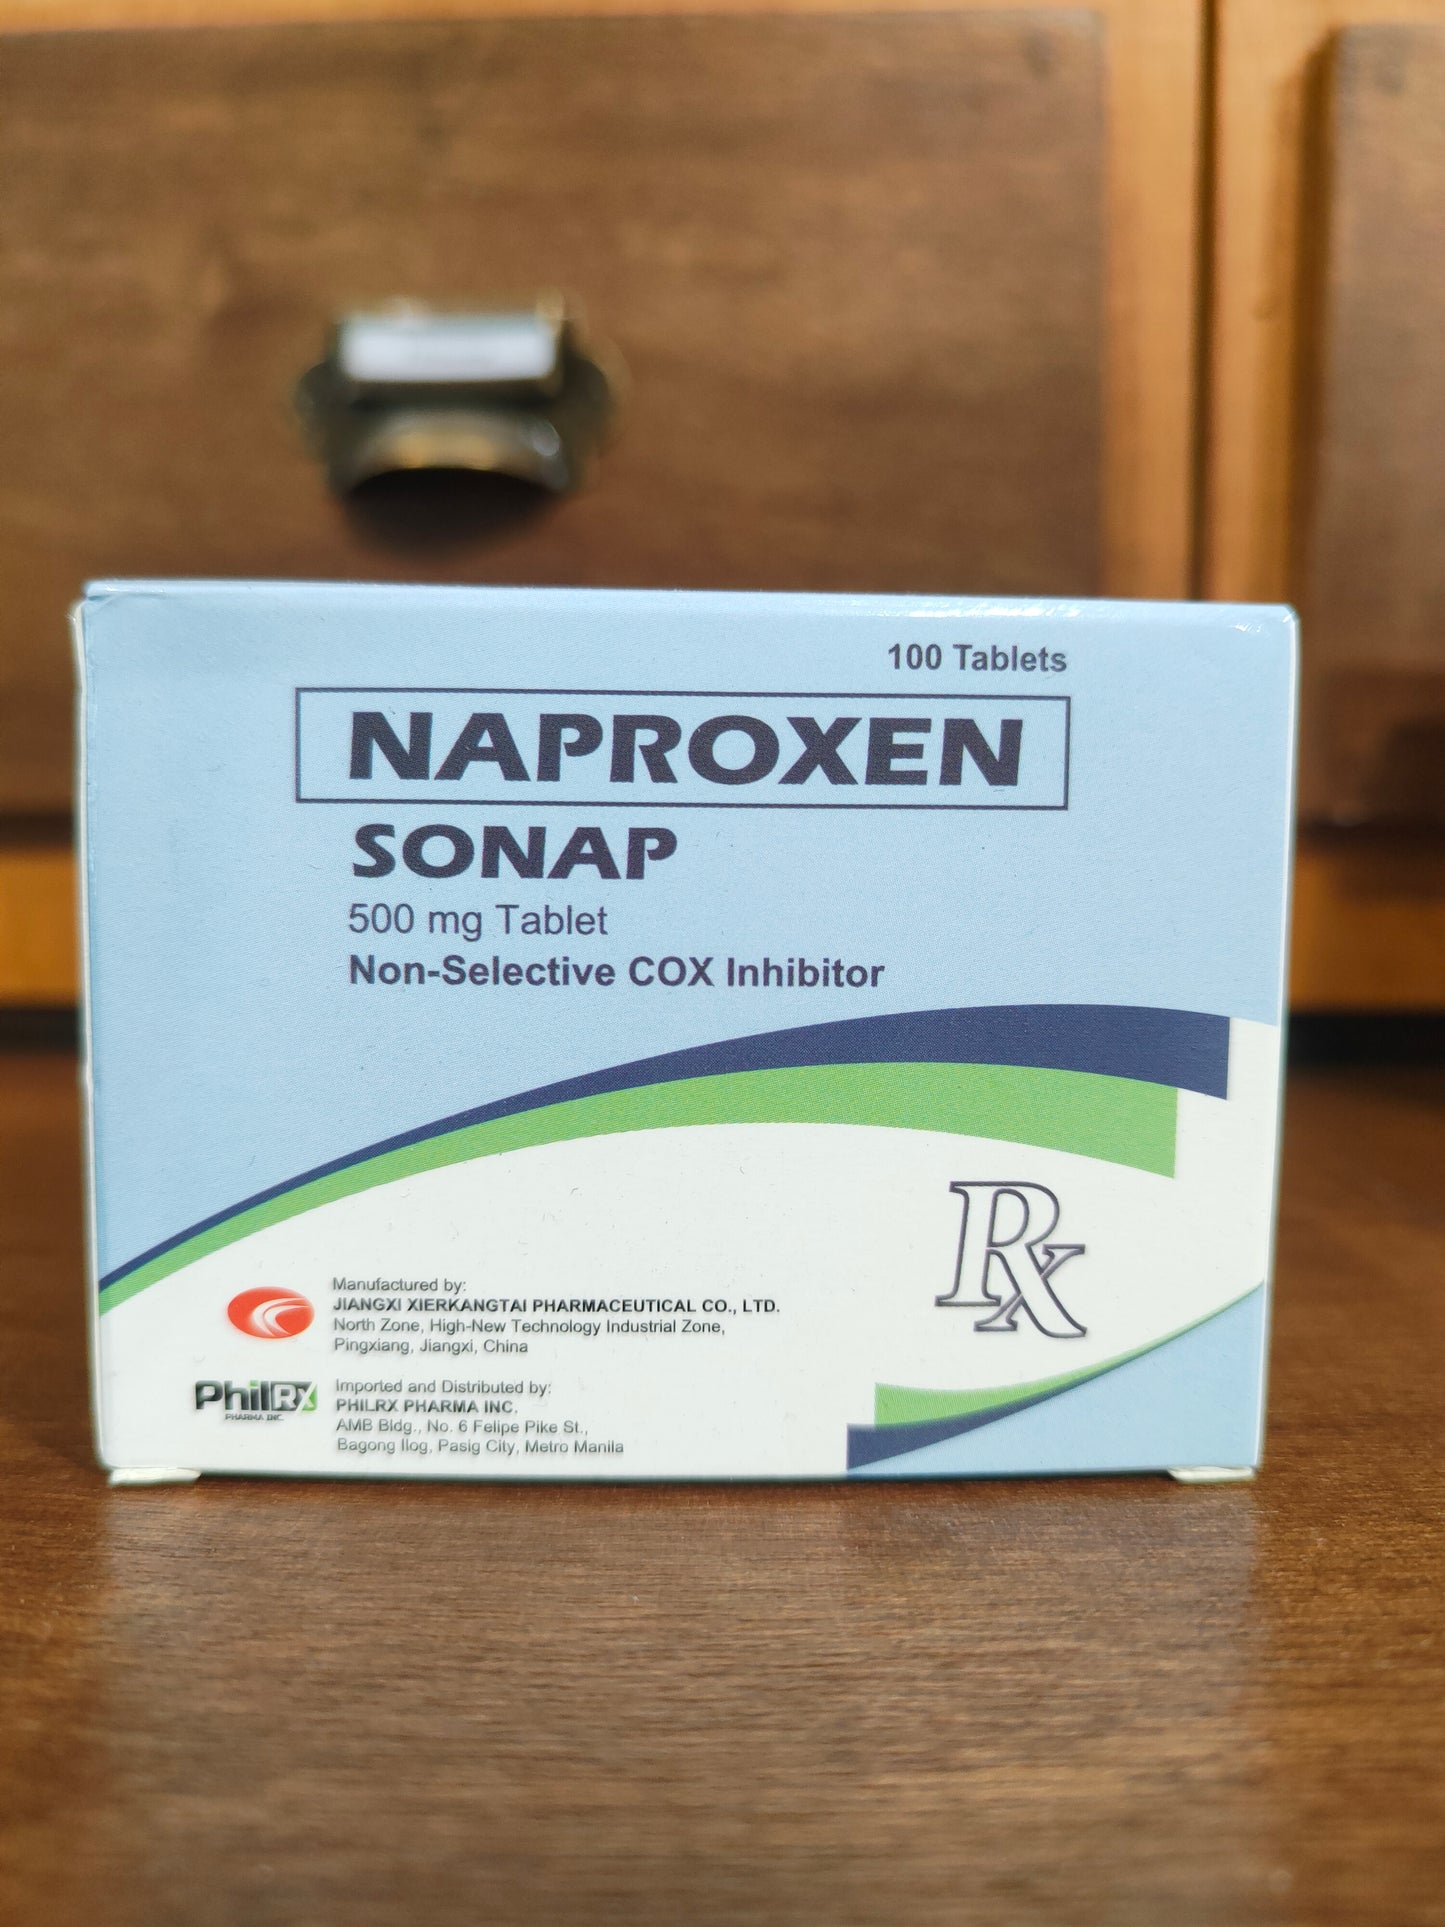 100 Tablets
NAPROXEN
SONAP
500 mg Tablet
Non-Selective COX Inhibitor
Rx
Manufactured by:
JIANGXI XIERKANGTAI PHARMACEUTICAL CO., LTD.
North Zone, High-New Technology Industrial Zone,
Pingxiang, Jiangxi, China
PhilRx
PHARMA INC.
Imported and Distributed by:
PHILRX PHARMA INC.
AMB Bldg., No. 6 Felipe Pike St.,
Bagong Ilog, Pasig City, Metro Manila